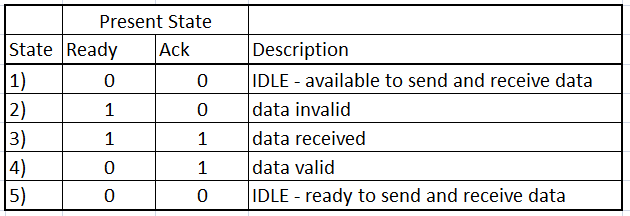 Present State
State Ready Ack Description
1) 0 0 IDLE - available to send and receive data
2) 1 0 data invalid
3) 1 1 data received
4) 0 1 data valid
5) 0 0 IDLE - ready to send and receive data